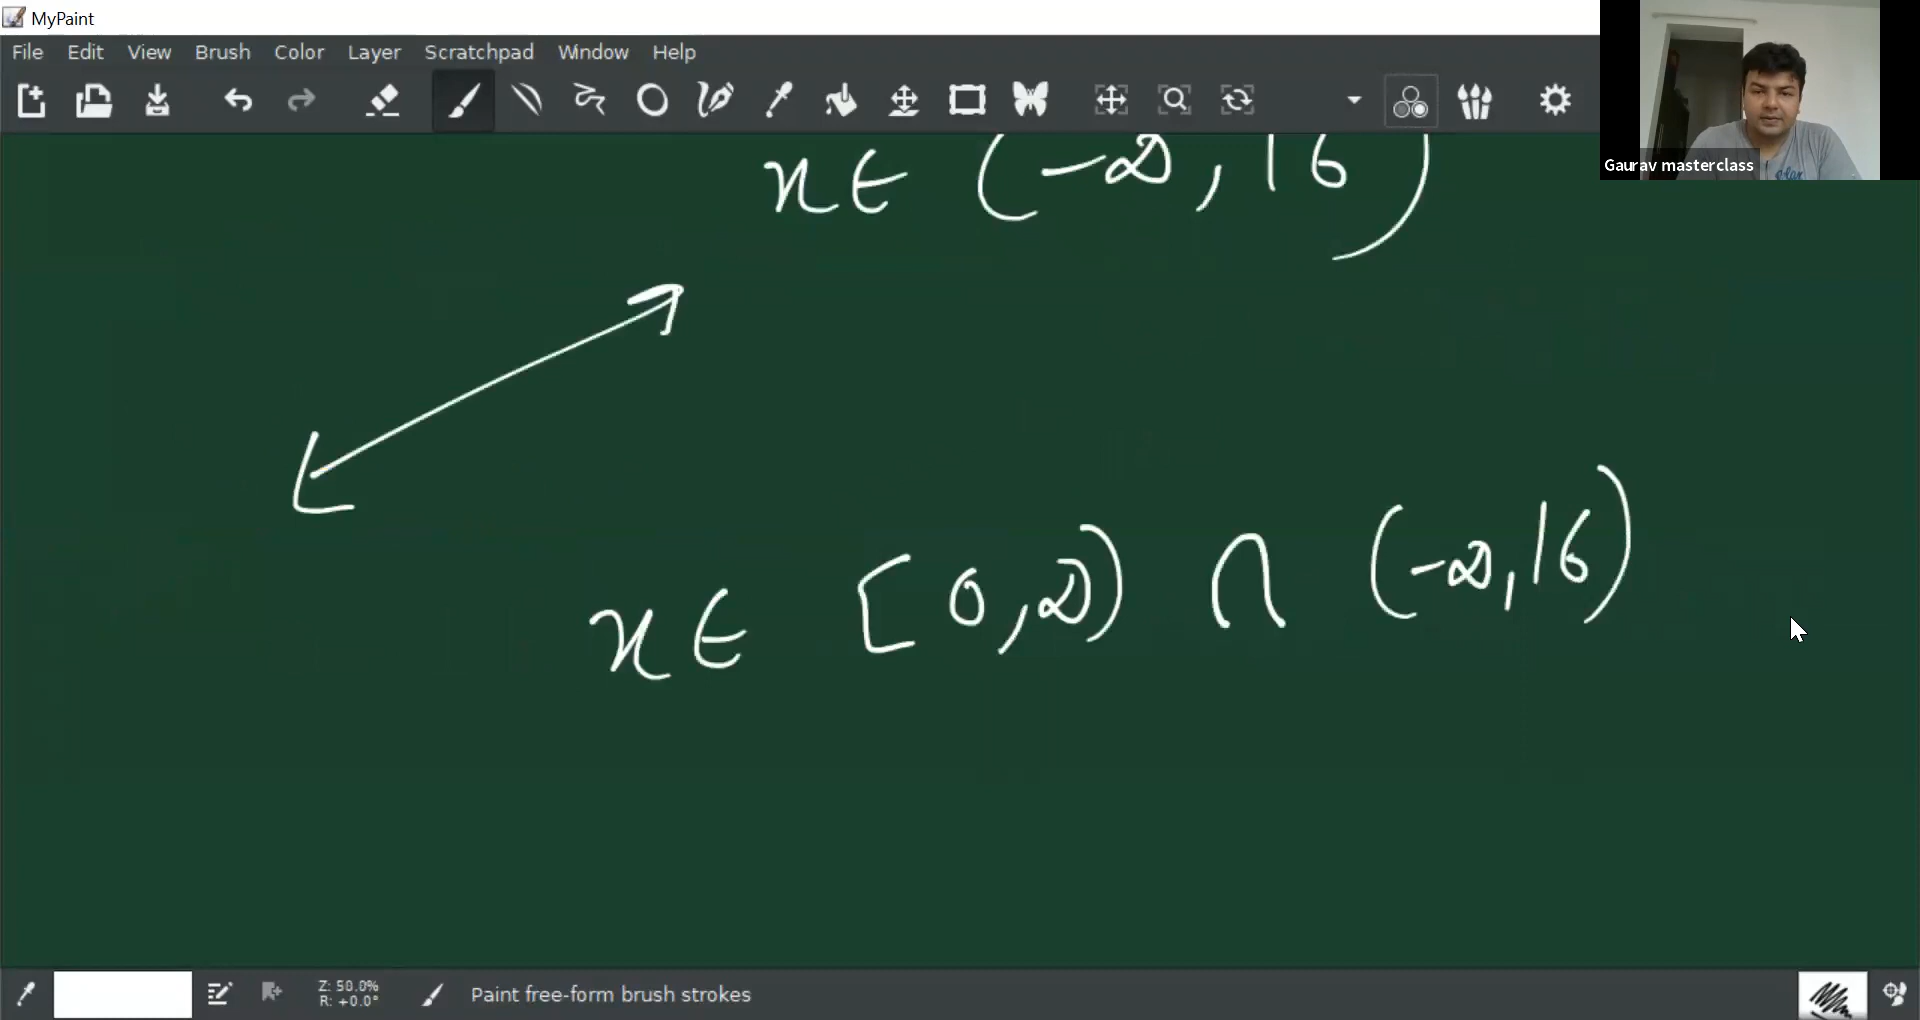 MyPaint
File Edit View Brush Color Layer Scratchpad Window Help
Gaurav masterclass
x ∈ (-∞, 16)
x ∈ [0, ∞) ∩ (-∞, 16)
Z: 50.0%
R: +0.0°
Paint free-form brush strokes